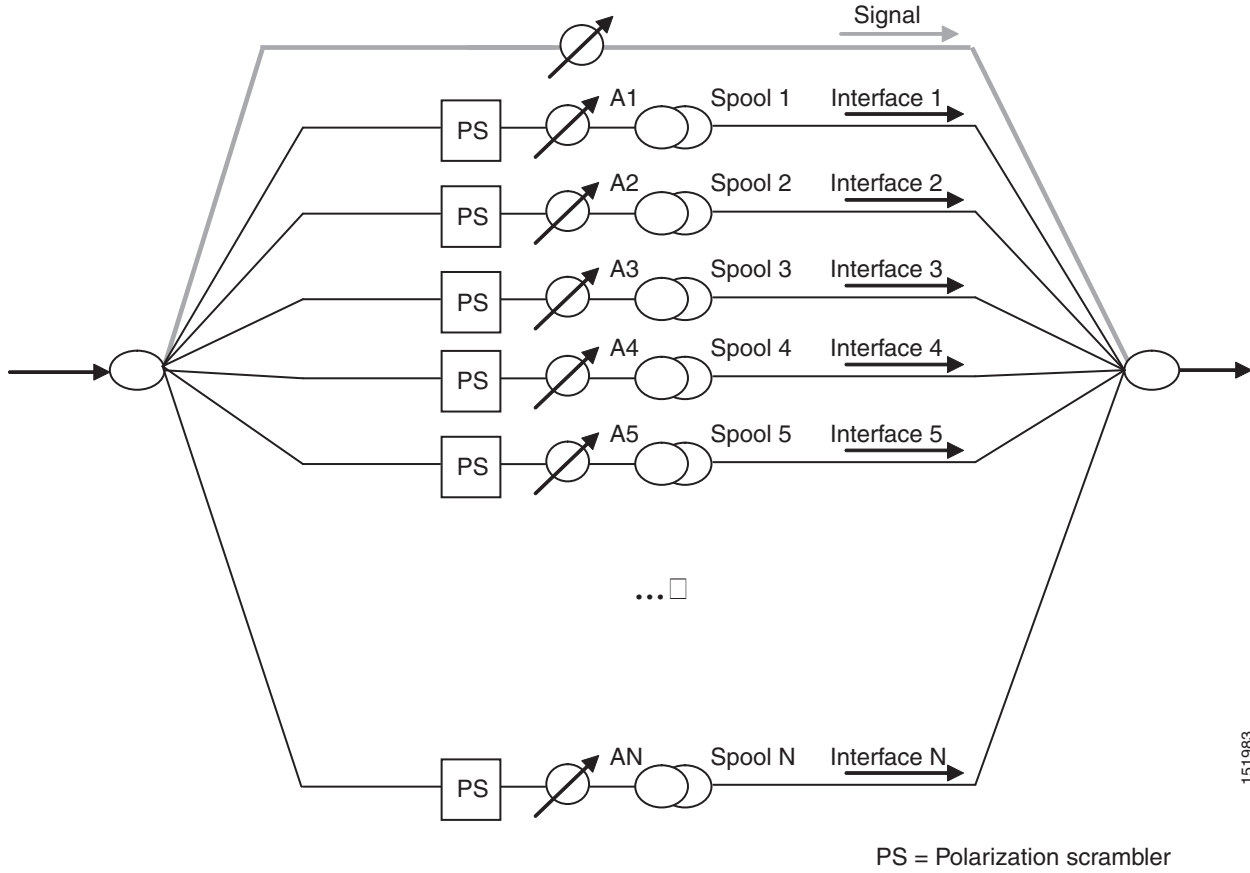 Signal
PS A1 Spool 1 Interface 1
PS A2 Spool 2 Interface 2
PS A3 Spool 3 Interface 3
PS A4 Spool 4 Interface 4
PS A5 Spool 5 Interface 5
...
PS AN Spool N Interface N
151983
PS = Polarization scrambler